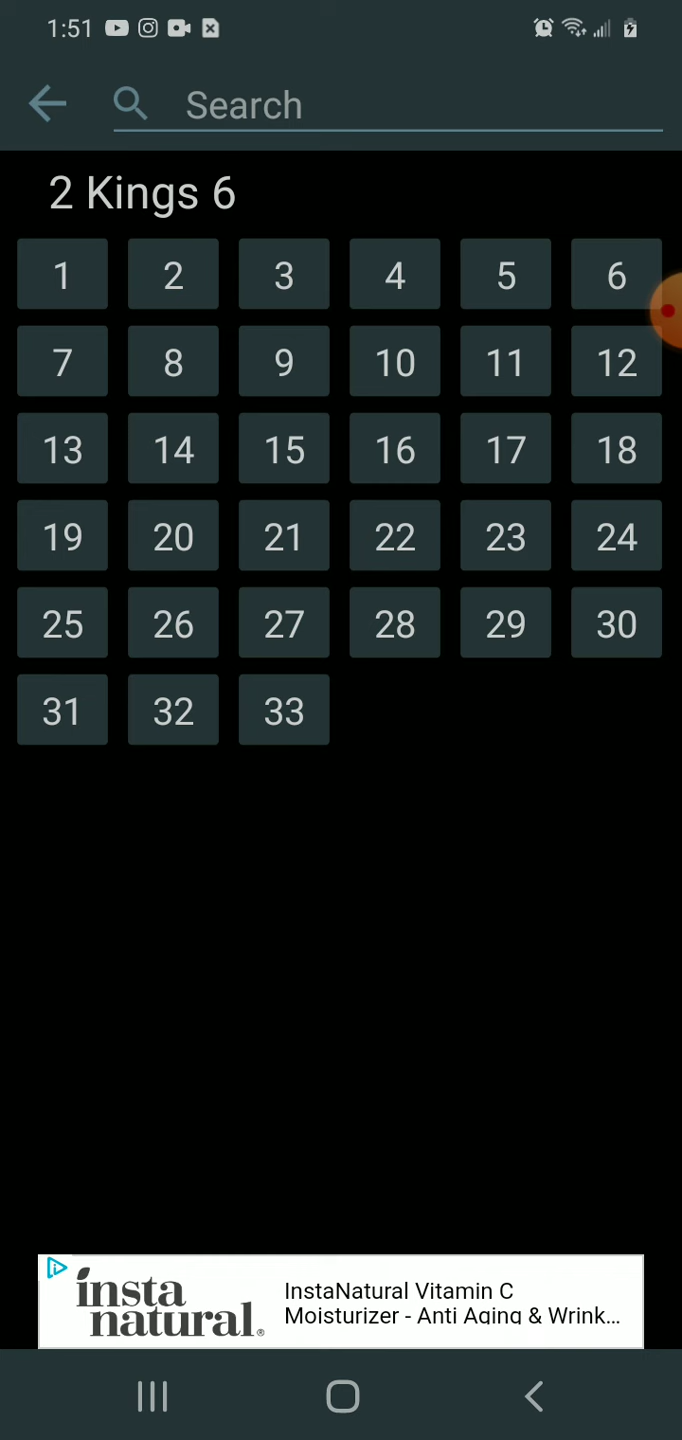 1:51
Search
2 Kings 6
1 2 3 4 5 6
7 8 9 10 11 12
13 14 15 16 17 18
19 20 21 22 23 24
25 26 27 28 29 30
31 32 33
insta
natural®
InstaNatural Vitamin C
Moisturizer - Anti Aging & Wrink...